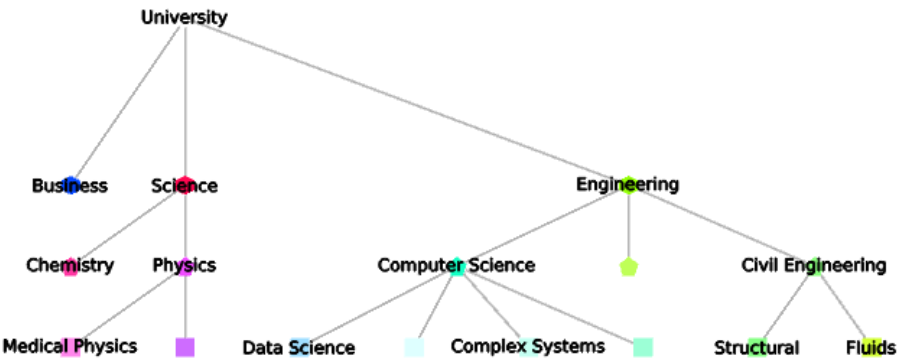 University
Business Science Engineering
Chemistry Physics Computer Science Civil Engineering
Medical Physics Data Science Complex Systems Structural Fluids